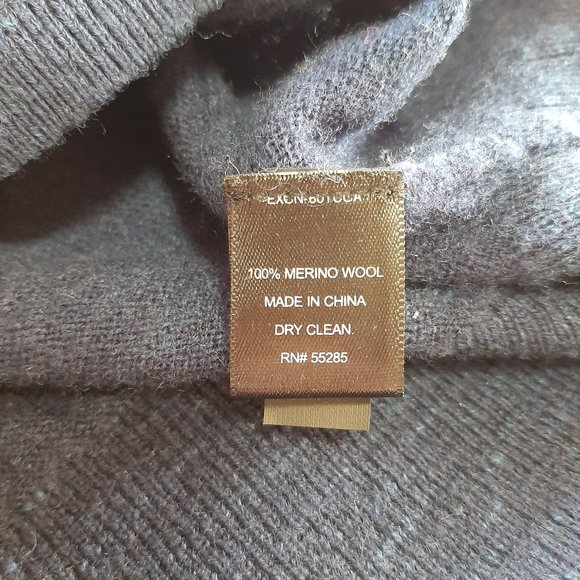 100% MERINO WOOL
MADE IN CHINA
DRY CLEAN.
RN# 55285